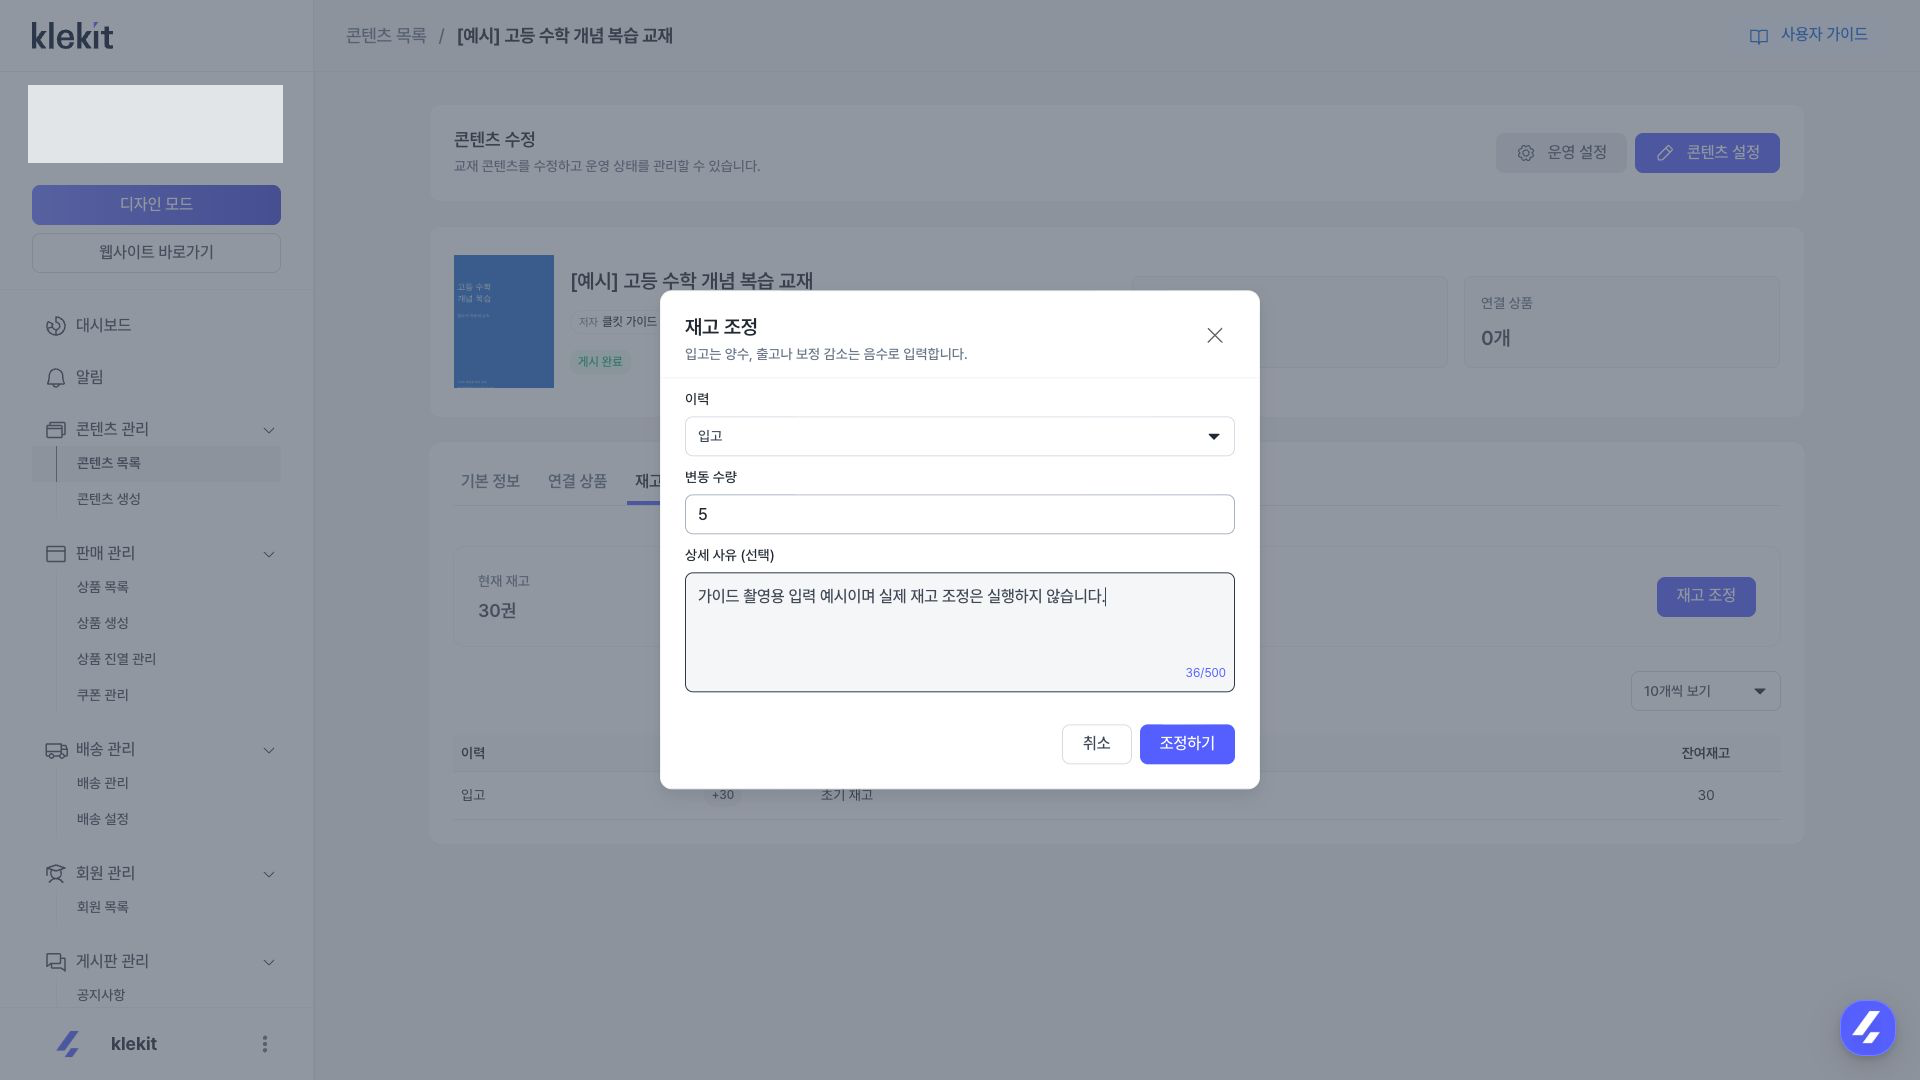 klekit
콘텐츠 목록 / [예시] 고등 수학 개념 복습 교재
사용자 가이드
디자인 모드
웹사이트 바로가기
대시보드
알림
콘텐츠 관리
콘텐츠 목록
콘텐츠 생성
판매 관리
상품 목록
상품 생성
상품 진열 관리
쿠폰 관리
배송 관리
배송 관리
배송 설정
회원 관리
회원 목록
게시판 관리
공지사항
klekit
콘텐츠 수정
교재 콘텐츠를 수정하고 운영 상태를 관리할 수 있습니다.
운영 설정
콘텐츠 설정
고등 수학
개념 복습
[예시] 고등 수학 개념 복습 교재
저자 클킷 가이드
게시 완료
연결 상품
0개
기본 정보
연결 상품
재고
현재 재고
30권
재고 조정
10개씩 보기
이력
잔여재고
입고
+30
초기 재고
30
재고 조정
입고는 양수, 출고나 보정 감소는 음수로 입력합니다.
이력
입고
변동 수량
5
상세 사유 (선택)
가이드 촬영용 입력 예시이며 실제 재고 조정은 실행하지 않습니다.
36/500
취소
조정하기